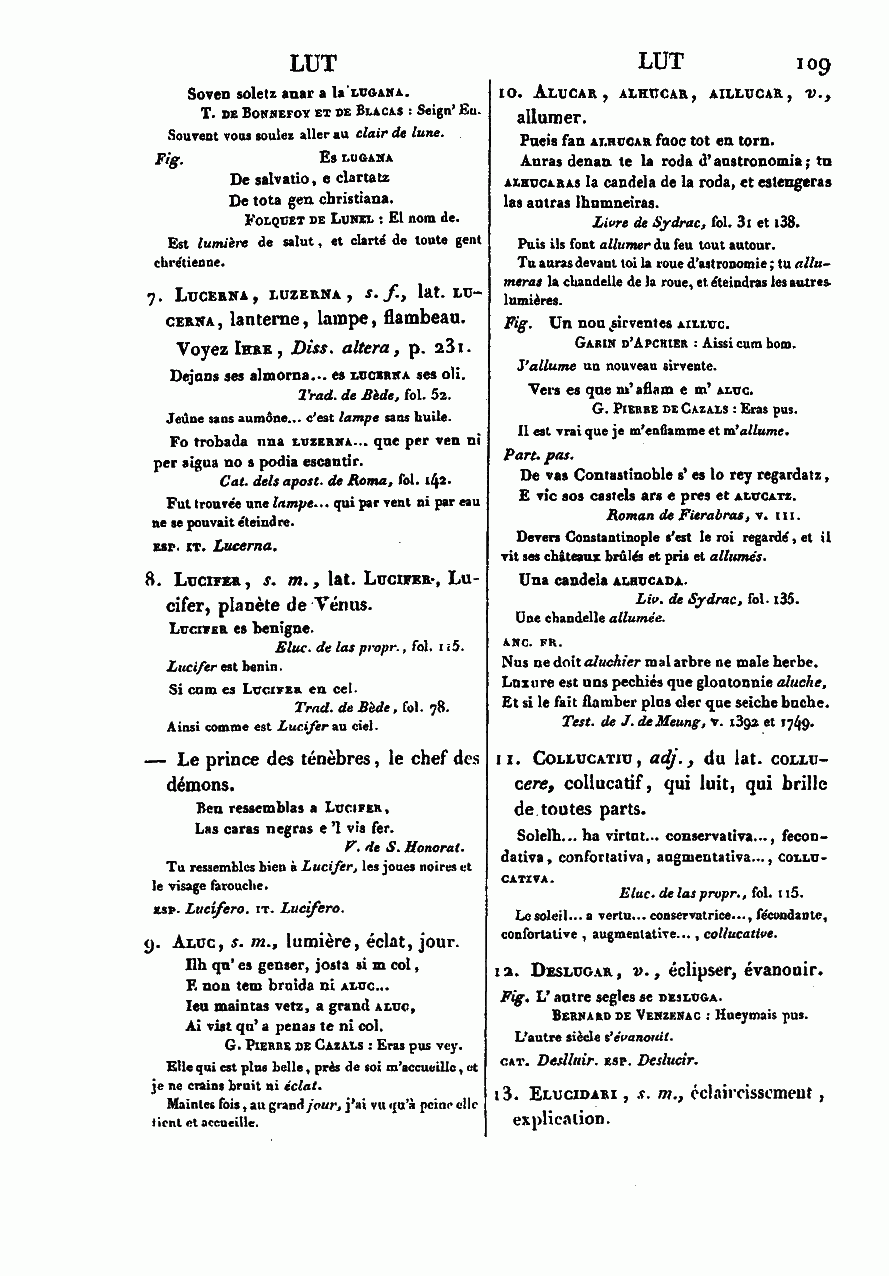 LUT
LUT 109
Soven soletz anar a la LUGANA.
T. DE BONNEFOY ET DE BLACAS : Seign' En.
Souvent vous soulez aller au clair de lune.
Fig. Es LUGANA
De salvatio, e clartatz
De tota gen christiana.
FOLQUET DE LUNEL : El nom de.
Est lumière de salut, et clarté de toute gent
chrétienne.
7. LUCERNA, LUZERNA, s. f., lat. LU-
CERNA, lanterne, lampe, flambeau.
Voyez IHRE, Diss. altera, p. 231.
Dejuns ses almorna... es LUCERNA ses oli.
Trad. de Bède, fol. 52.
Jeûne sans aumône... c'est lampe sans huile.
Fo trobada una LUZERNA... que per ven ni
per aigua no s podia escantir.
Cat. dels apost. de Roma, fol. 142.
Fut trouvée une lampe... qui par vent ni par eau
ne se pouvait éteindre.
ESP. IT. Lucerna.
8. LUCIFER, s. m., lat. LUCIFER, Lu-
cifer, planète de Vénus.
LUCIFER es benigne.
Eluc. de las propr., fol. 115.
Lucifer est benin.
Si cum es LUCIFER en cel.
Trad. de Bède, fol. 78.
Ainsi comme est Lucifer au ciel.
— Le prince des ténèbres, le chef des
démons.
Ben ressemblas a LUCIFER,
Las caras negras e 'l vis fer.
V. de S. Honorat.
Tu ressembles bien à Lucifer, les joues noires et
le visage farouche.
ESP. Lucifero. IT. Lucifero.
9. ALUC, s. m., lumière, éclat, jour.
Ilh qu' es genser, josta si m col,
E non tem bruida ni ALUC...
Ieu maintas vetz, a grand ALUC,
Ai vist qu' a penas te ni col.
G. PIERRE DE CAZALS : Eras pus vey.
Elle qui est plus belle, près de soi m'accueille, et
je ne crains bruit ni éclat.
Maintes fois, au grand jour, j'ai vu qu'à peine elle
tient et accueille.
10. ALUCAR, ALHUCAR, AILLUCAR, v.,
allumer.
Pueis fan ALHUCAR fuoc tot en torn.
Auras denan te la roda d' austronomia; tu
ALHUCARAS la candela de la roda, et estengeras
las autras lhumneiras.
Livre de Sydrac, fol. 31 et 138.
Puis ils font allumer du feu tout autour.
Tu auras devant toi la roue d'astronomie; tu allu-
meras la chandelle de la roue, et éteindras les autres
lumières.
Fig. Un nou sirventes AILLUC.
GARIN D'APCHIER : Aissi cum hom.
J'allume un nouveau sirvente.
Vers es que m' aflam e m' ALUC.
G. PIERRE DE CAZALS : Eras pus.
Il est vrai que je m'enflamme et m'allume.
Part. pas.
De vas Contastinoble s' es lo rey regardatz,
E vic sos castels ars e pres et ALUCATZ.
Roman de Fierabras, v. 111.
Devers Constantinople s'est le roi regardé, et il
vit ses châteaux brûlés et pris et allumés.
Una candela ALHUCADA.
Liv. de Sydrac, fol. 135.
Une chandelle allumée.
ANC. FR.
Nus ne doit aluchier mal arbre ne male herbe.
Luxure est uns pechiés que gloutonnie aluche,
Et si le fait flamber plus cler que seiche buche.
Test. de J. de Meung, v. 1392 et 1749.
11. COLLUCATIU, adj., du lat. COLLU-
cere, collucatif, qui luit, qui brille
de toutes parts.
Solelh... ha virtut... conservativa..., fecon-
dativa, confortativa, augmentativa..., COLLU-
CATIVA.
Eluc. de las propr., fol. 115.
Le soleil... a vertu... conservatrice..., fécondante,
confortative, augmentative..., collucative.
12. DESLUGAR, v., éclipser, évanouir.
Fig. L' autre segles se DESLUGA.
BERNARD DE VENZENAC : Hueymais pus.
L'autre siècle s'évanouit.
CAT. Deslluir. ESP. Deslucir.
13. ELUCIDARI, s. m., éclaircissement,
explication.